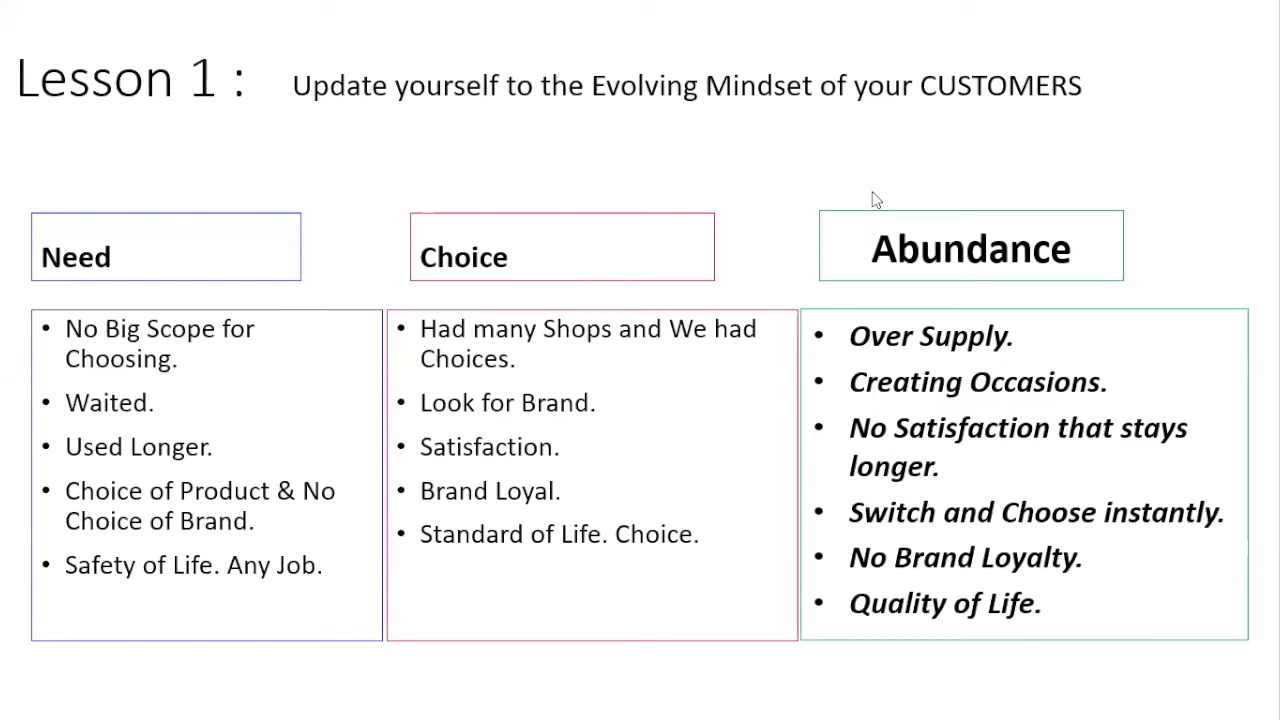 Lesson 1 :
Update yourself to the Evolving Mindset of your CUSTOMERS
Need
• No Big Scope for
Choosing.
• Waited.
• Used Longer.
• Choice of Product & No
Choice of Brand.
• Safety of Life. Any Job.
Choice
• Had many Shops and We had
Choices.
• Look for Brand.
• Satisfaction.
• Brand Loyal.
• Standard of Life. Choice.
Abundance
• Over Supply.
• Creating Occasions.
• No Satisfaction that stays
longer.
• Switch and Choose instantly.
• No Brand Loyalty.
• Quality of Life.